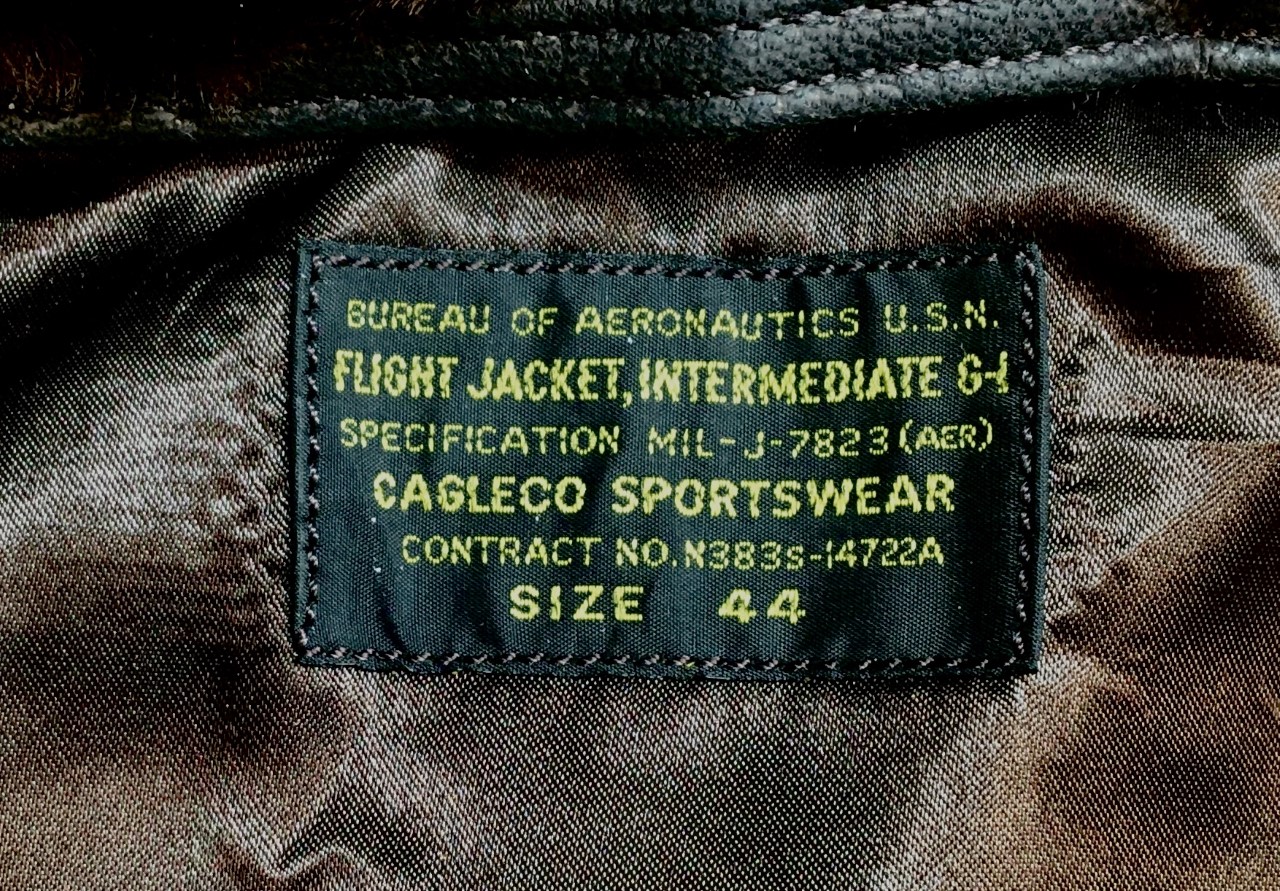 BUREAU OF AERONAUTICS U.S.N.
FLIGHT JACKET, INTERMEDIATE G-1
SPECIFICATION MIL-J-7823(AER)
CAGLECO SPORTSWEAR
CONTRACT NO. N383s-14722A
SIZE 44